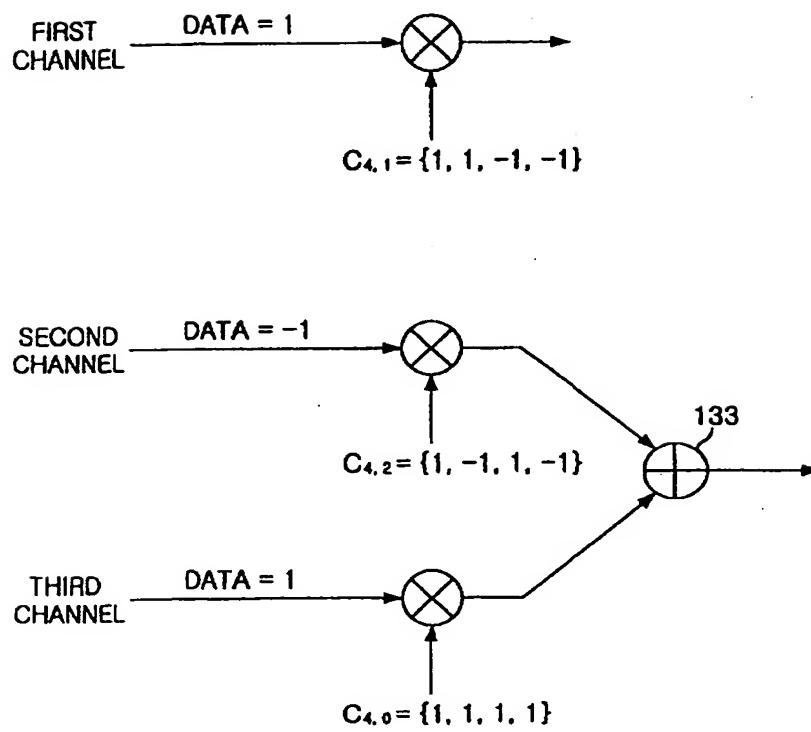 FIRST
CHANNEL
DATA = 1
C4, 1 = {1, 1, -1, -1}
SECOND
CHANNEL
DATA = -1
133
C4, 2 = {1, -1, 1, -1}
THIRD
CHANNEL
DATA = 1
C4, 0 = {1, 1, 1, 1}